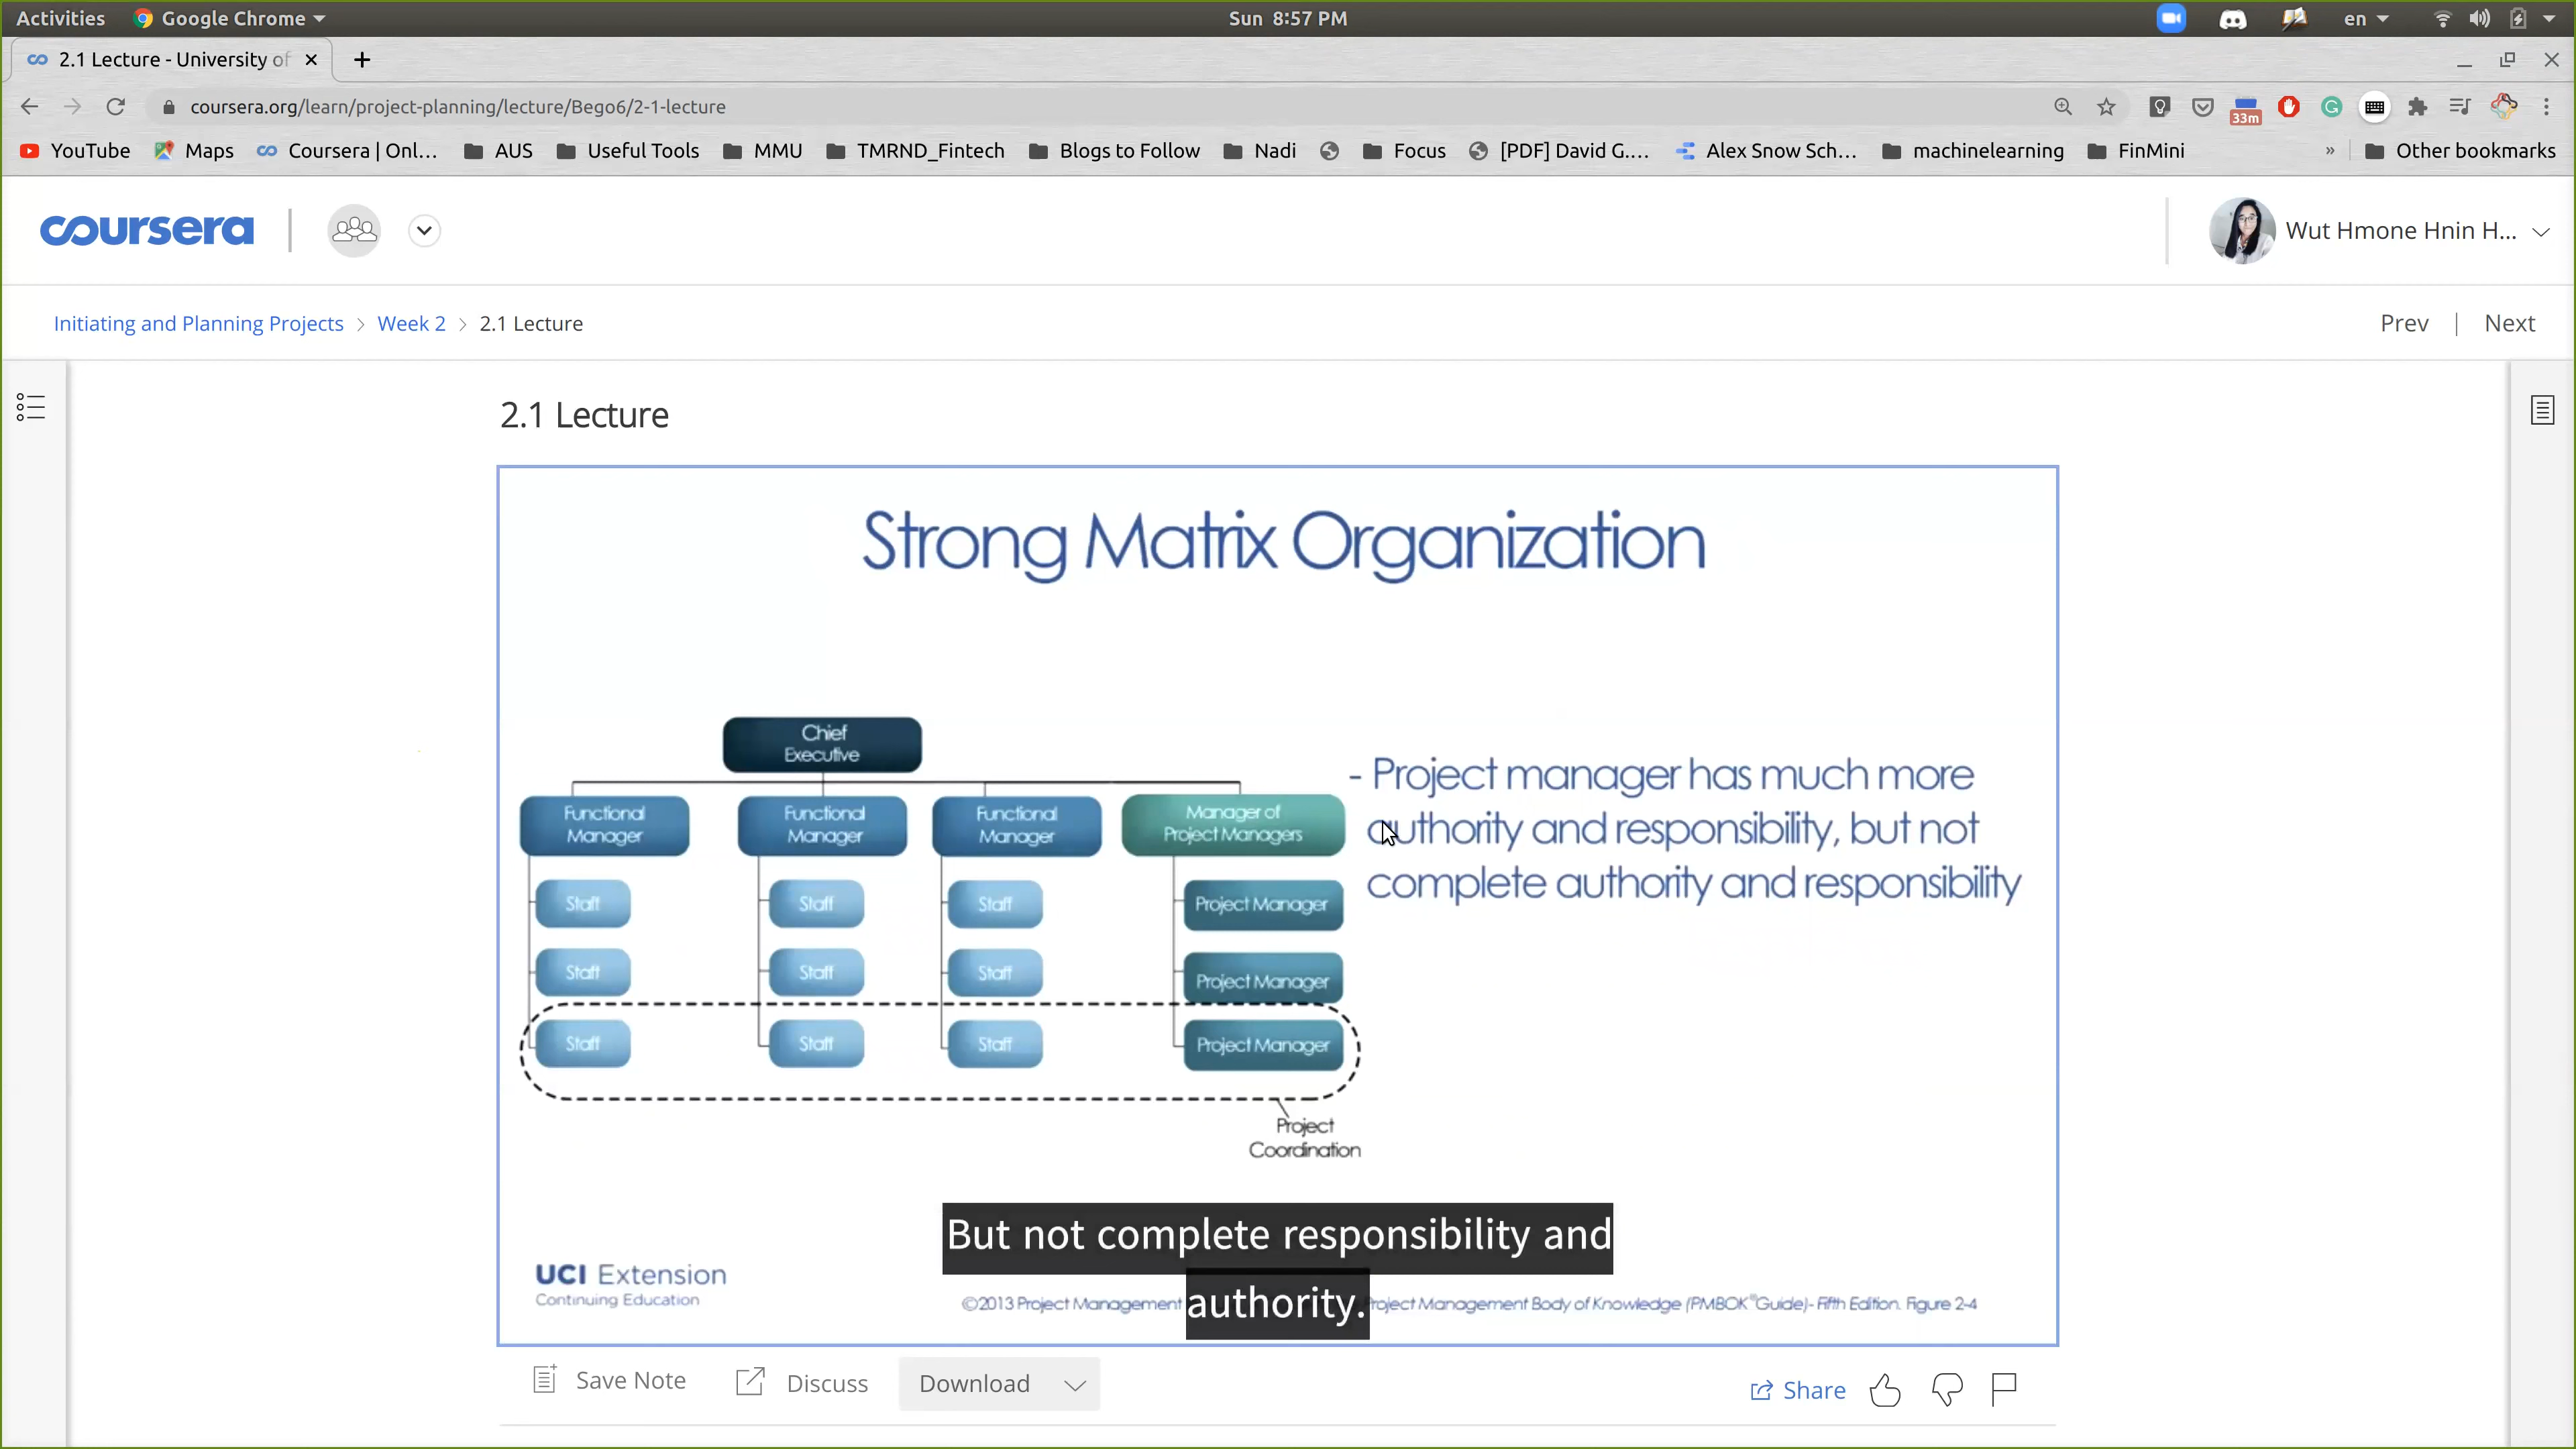 Activities Google Chrome Sun 8:57 PM en
2.1 Lecture - University of
coursera.org/learn/project-planning/lecture/Bego6/2-1-lecture
33m
YouTube Maps Coursera | Onl... AUS Useful Tools MMU TMRND_Fintech Blogs to Follow Nadi Focus [PDF] David G.... Alex Snow Sch... machinelearning FinMini » Other bookmarks
coursera
Wut Hmone Hnin H...
Initiating and Planning Projects > Week 2 > 2.1 Lecture
Prev | Next
2.1 Lecture
Strong Matrix Organization
Chief
Executive
Functional
Manager
Functional
Manager
Functional
Manager
Manager of
Project Managers
Staff Staff Staff Project Manager
Staff Staff Staff Project Manager
Staff Staff Staff Project Manager
Project
Coordination
- Project manager has much more
authority and responsibility, but not
complete authority and responsibility
But not complete responsibility and
authority.
UCI Extension
Continuing Education
©2013 Project Management Project Management Body of Knowledge (PMBOK® Guide)- Fifth Edition. Figure 2-4
Save Note Discuss Download Share